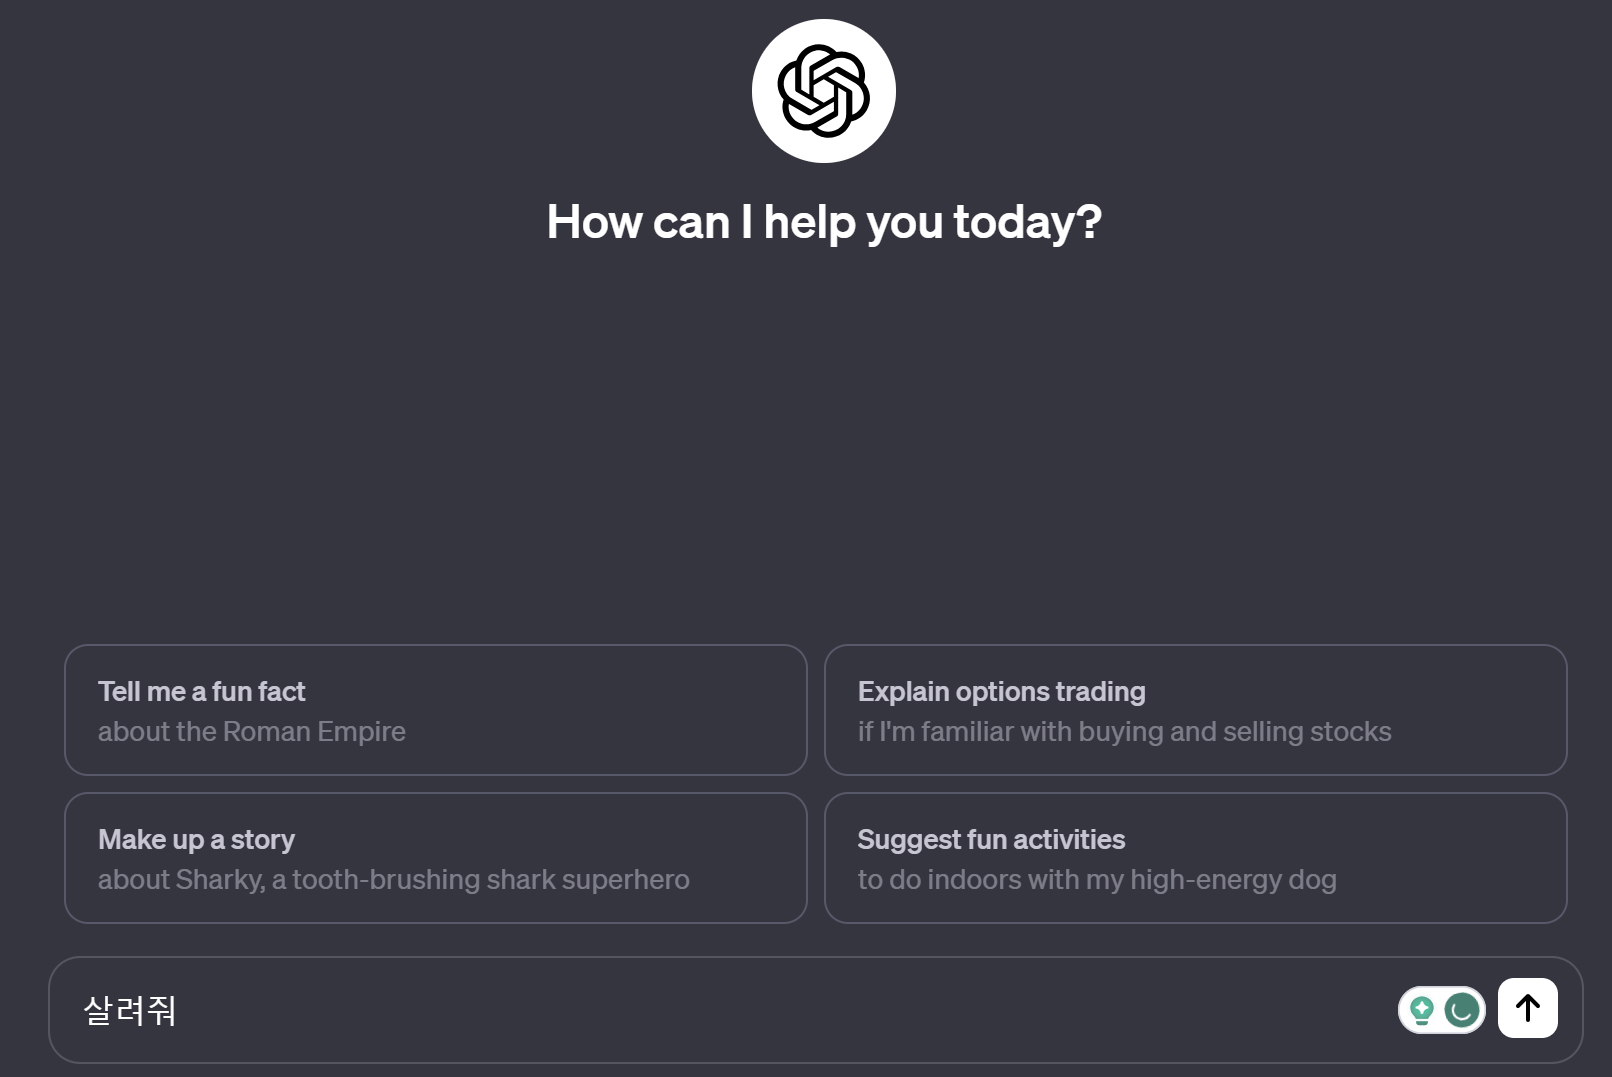 How can I help you today?
Tell me a fun fact
about the Roman Empire
Explain options trading
if I'm familiar with buying and selling stocks
Make up a story
about Sharky, a tooth-brushing shark superhero
Suggest fun activities
to do indoors with my high-energy dog
살려줘